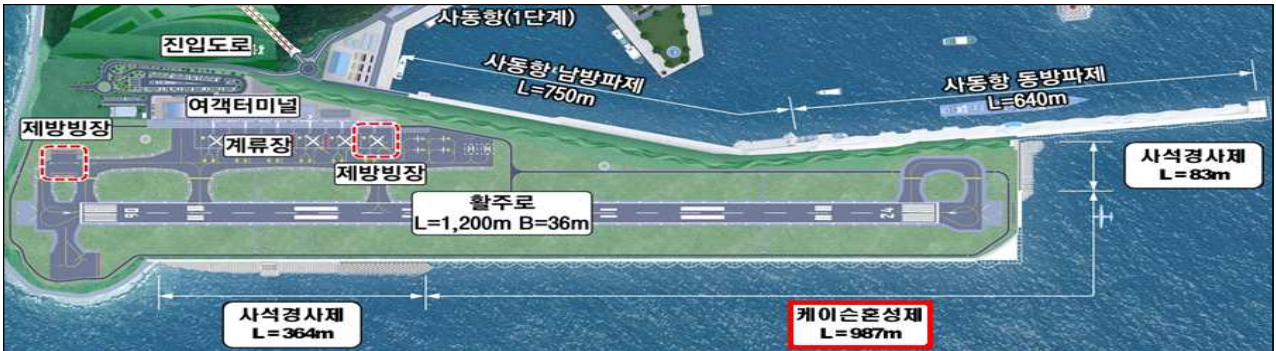 사동항(1단계)
진입도로
사동항 남방파제
L=750m
사동항 동방파제
L=640m
여객터미널
제방빙장
계류장
제방빙장
사석경사제
L=83m
활주로
L=1,200m B=36m
06
24
사석경사제
L=364m
케이슨혼성제
L=987m